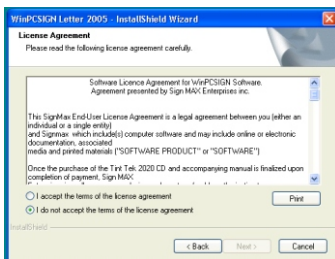 WinPCSIGN Letter 2005 - InstallShield Wizard
License Agreement
Please read the following license agreement carefully.
Software Licence Agreement for WinPCSIGN Software.
Agreement presented by Sign MAX Enterprises inc.
This SignMax End-User License Agreement is a legal agreement between you (either an
individual or a single entity)
and Signmax which include(s) computer software and may include online or electronic
documentation, associated
media and printed materials ("SOFTWARE PRODUCT" or "SOFTWARE")
Once the purchase of the Tint Tek 2020 CD and accompanying manual is finalized upon
completion of payment, Sign MAX
I accept the terms of the license agreement
Print
I do not accept the terms of the license agreement
InstallShield
< Back
Next >
Cancel